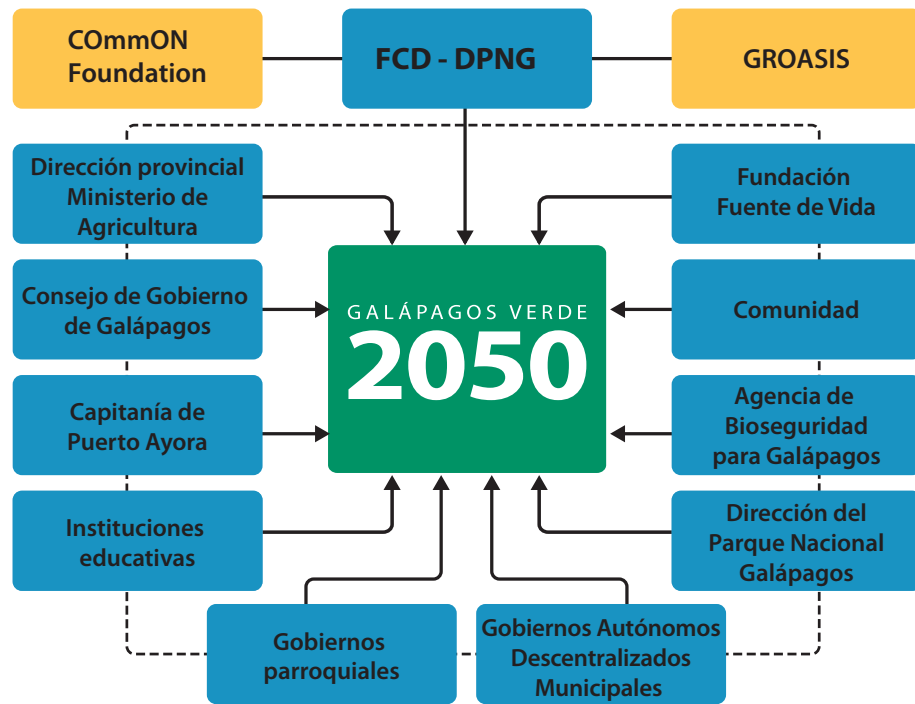 COmmON
Foundation
FCD - DPNG
GROASIS
Dirección provincial
Ministerio de
Agricultura
Fundación
Fuente de Vida
Consejo de Gobierno
de Galápagos
GALÁPAGOS VERDE
2050
Comunidad
Capitanía de
Puerto Ayora
Agencia de
Bioseguridad
para Galápagos
Instituciones
educativas
Dirección del
Parque Nacional
Galápagos
Gobiernos
parroquiales
Gobiernos Autónomos
Descentralizados
Municipales